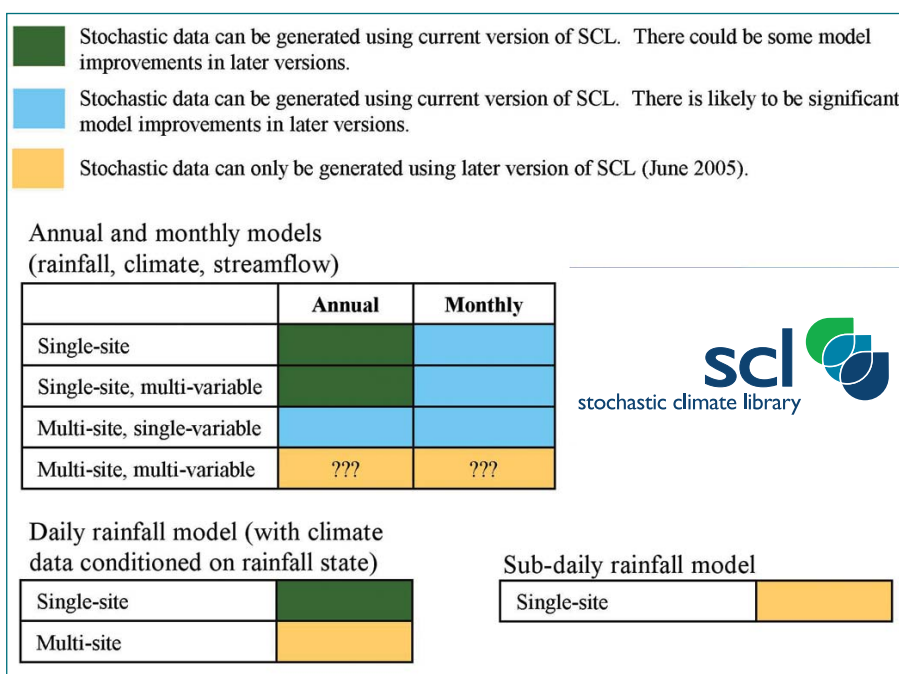 Stochastic data can be generated using current version of SCL.  There could be some model
improvements in later versions.
Stochastic data can be generated using current version of SCL.  There is likely to be significant
model improvements in later versions.
Stochastic data can only be generated using later version of SCL (June 2005).
Annual and monthly models
(rainfall, climate, streamflow)
Annual Monthly
Single-site
Single-site, multi-variable
Multi-site, single-variable
Multi-site, multi-variable ??? ???
scl
stochastic climate library
Daily rainfall model (with climate
data conditioned on rainfall state)
Single-site
Multi-site
Sub-daily rainfall model
Single-site